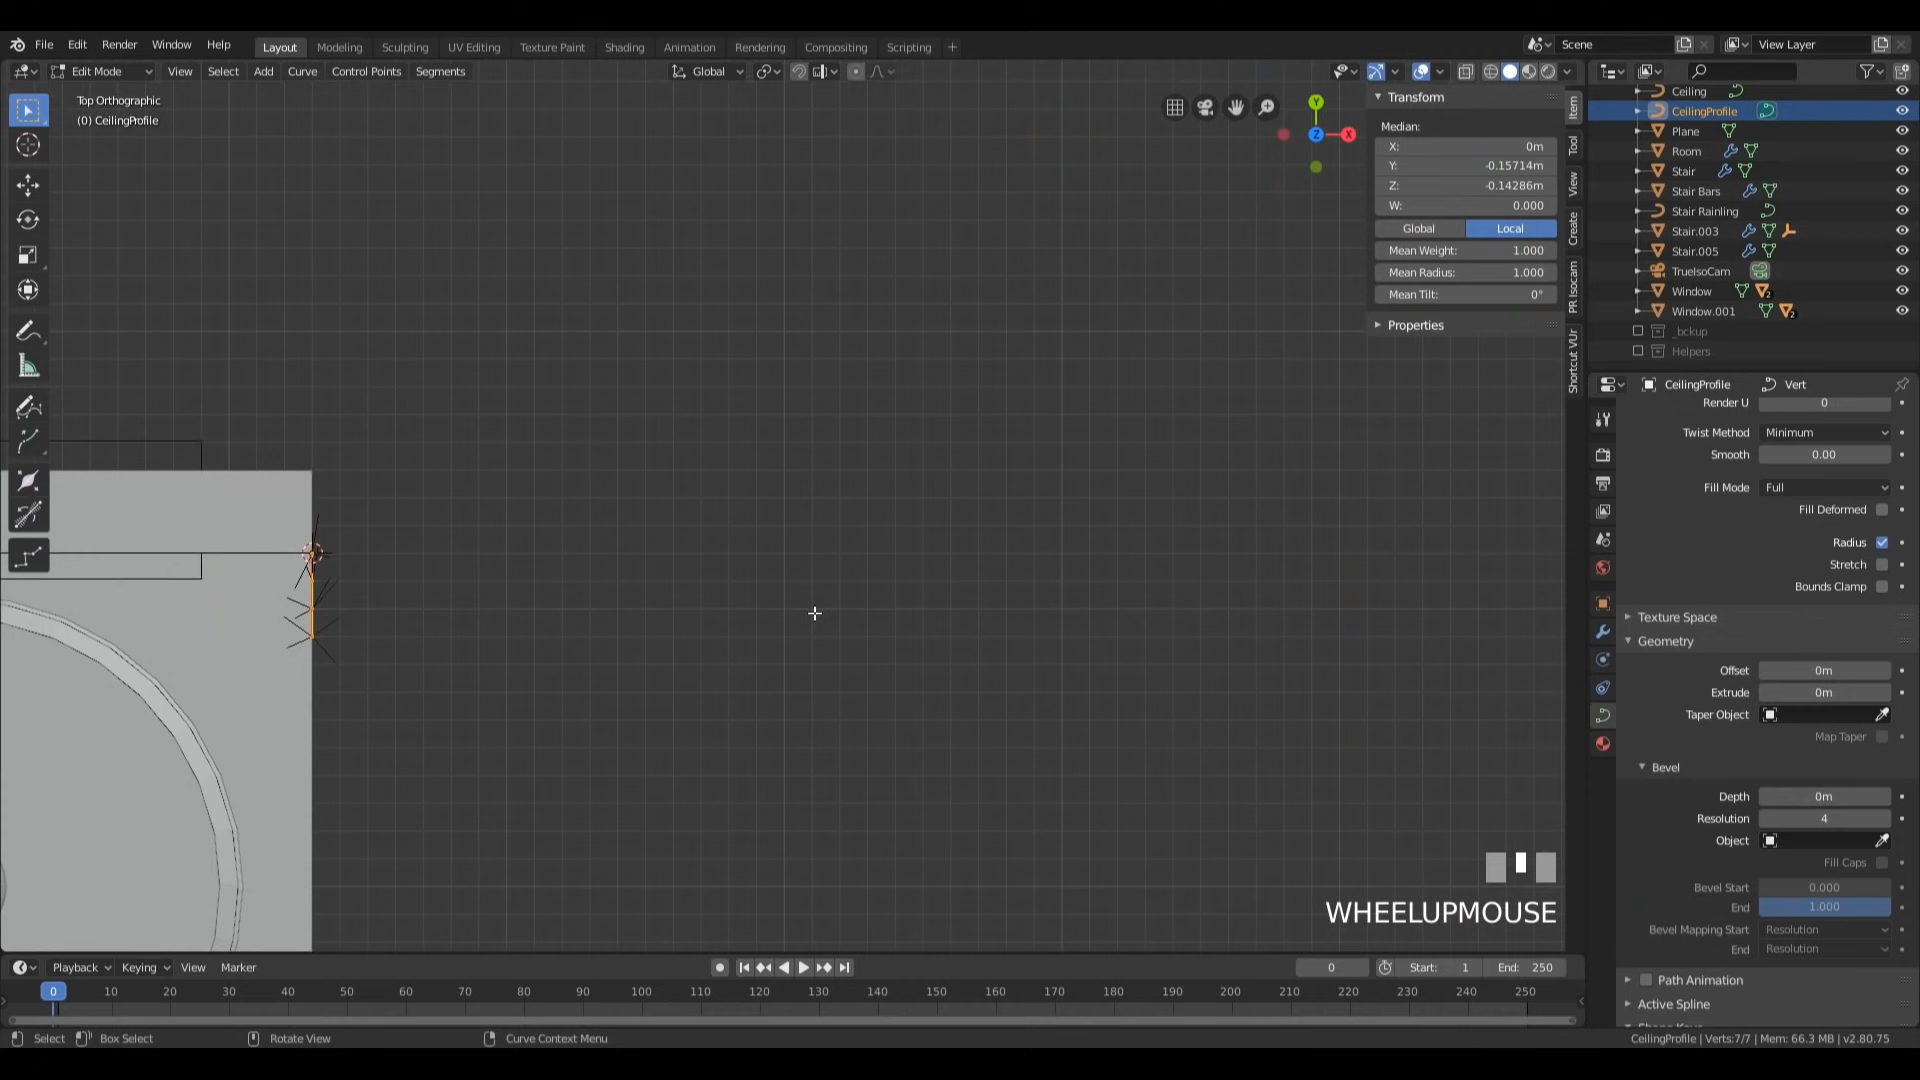 File Edit Render Window Help Layout Modeling Sculpting UV Editing Texture Paint Shading Animation Rendering Compositing Scripting + Scene View Layer
Edit Mode View Select Add Curve Control Points Segments Global
Top Orthographic
(0) CeilingProfile
Y
Z
X
Transform
Median:
X: 0m
Y: -0.15714m
Z: -0.14286m
W: 0.000
Global Local
Mean Weight: 1.000
Mean Radius: 1.000
Mean Tilt: 0°
Properties
Item
Tool
View
Create
PR Isocam
Shortcut VUr
Ceiling
CeilingProfile
Plane
Room
Stair
Stair Bars
Stair Rainling
Stair.003
Stair.005
TrueIsoCam
Window 2
Window.001 2
_bckup
Helpers
CeilingProfile Vert
Render U 0
Twist Method Minimum
Smooth 0.00
Fill Mode Full
Fill Deformed
Radius
Stretch
Bounds Clamp
Texture Space
Geometry
Offset 0m
Extrude 0m
Taper Object
Map Taper
Bevel
Depth 0m
Resolution 4
Object
Fill Caps
Bevel Start 0.000
End 1.000
Bevel Mapping Start Resolution
End Resolution
Path Animation
Active Spline
Shape Keys
WHEELUPMOUSE
Playback Keying View Marker 0 Start: 1 End: 250
0 10 20 30 40 50 60 70 80 90 100 110 120 130 140 150 160 170 180 190 200 210 220 230 240 250
Select Box Select Rotate View Curve Context Menu CeilingProfile | Verts:7/7 | Mem: 66.3 MB | v2.80.75